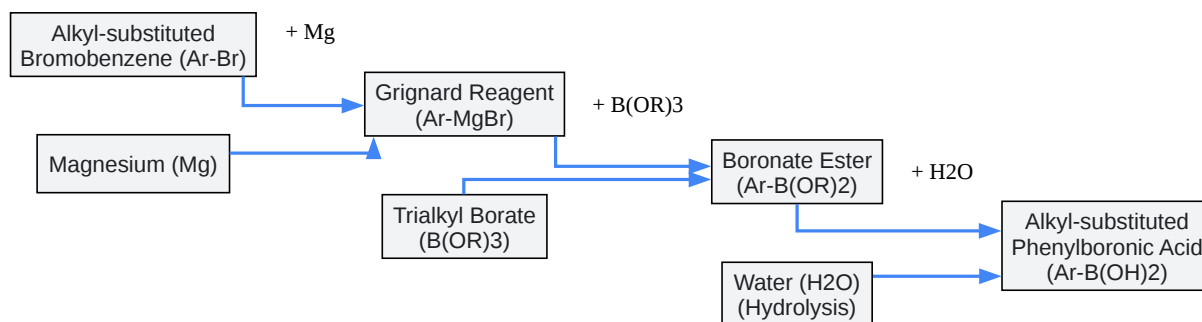 Alkyl-substituted
Bromobenzene (Ar-Br)
+ Mg
Grignard Reagent
(Ar-MgBr)
+ B(OR)3
Magnesium (Mg)
Boronate Ester
(Ar-B(OR)2)
+ H2O
Trialkyl Borate
(B(OR)3)
Alkyl-substituted
Phenylboronic Acid
(Ar-B(OH)2)
Water (H2O)
(Hydrolysis)